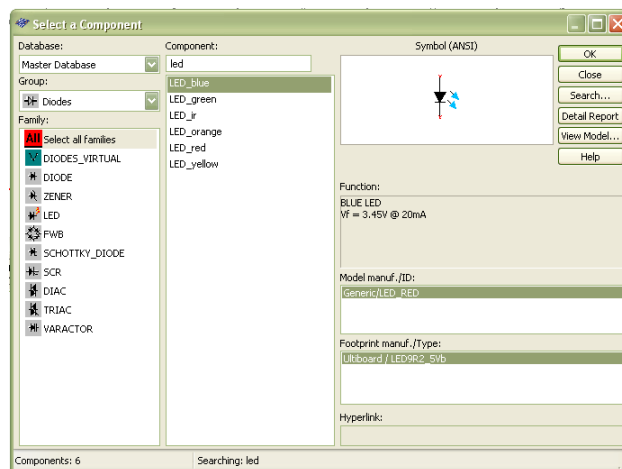 Select a Component
Database:
Master Database
Group:
Diodes
Family:
All Select all families
DIODES_VIRTUAL
DIODE
ZENER
LED
FWB
SCHOTTKY_DIODE
SCR
DIAC
TRIAC
VARACTOR
Component:
led
LED_blue
LED_green
LED_ir
LED_orange
LED_red
LED_yellow
Symbol (ANSI)
OK
Close
Search...
Detail Report
View Model...
Help
Function:
BLUE LED
Vf = 3.45V @ 20mA
Model manuf./ID:
Generic/LED_RED
Footprint manuf./Type:
Ultiboard / LED9R2_5Vb
Hyperlink:
Components: 6
Searching: led